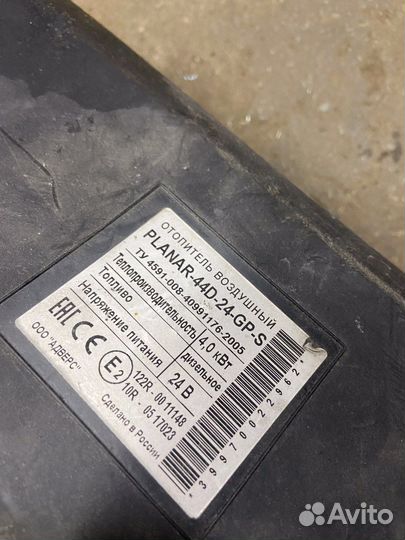 ОТОПИТЕЛЬ ВОЗДУШНЫЙ
PLANAR-44D-24-GP-S
ТУ 4591-008-40991176-2005
Теплопроизводительность 4,0 кВт
Топливо дизельное
Напряжение питания 24 В
EAC CE E2 122R - 00 11148
10R - 05 17023
ООО "АДВЕРС" Сделано в России
Avito